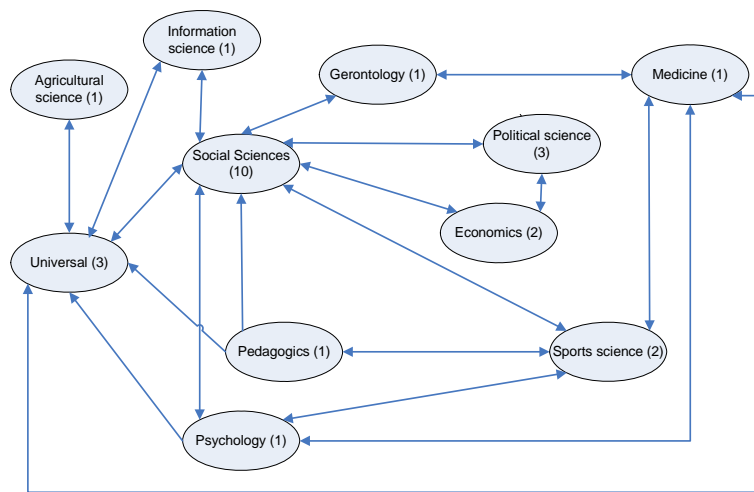 Information
science (1)
Agricultural
science (1)
Gerontology (1)
Medicine (1)
Political science
(3)
Social Sciences
(10)
Economics (2)
Universal (3)
Pedagogics (1)
Sports science (2)
Psychology (1)